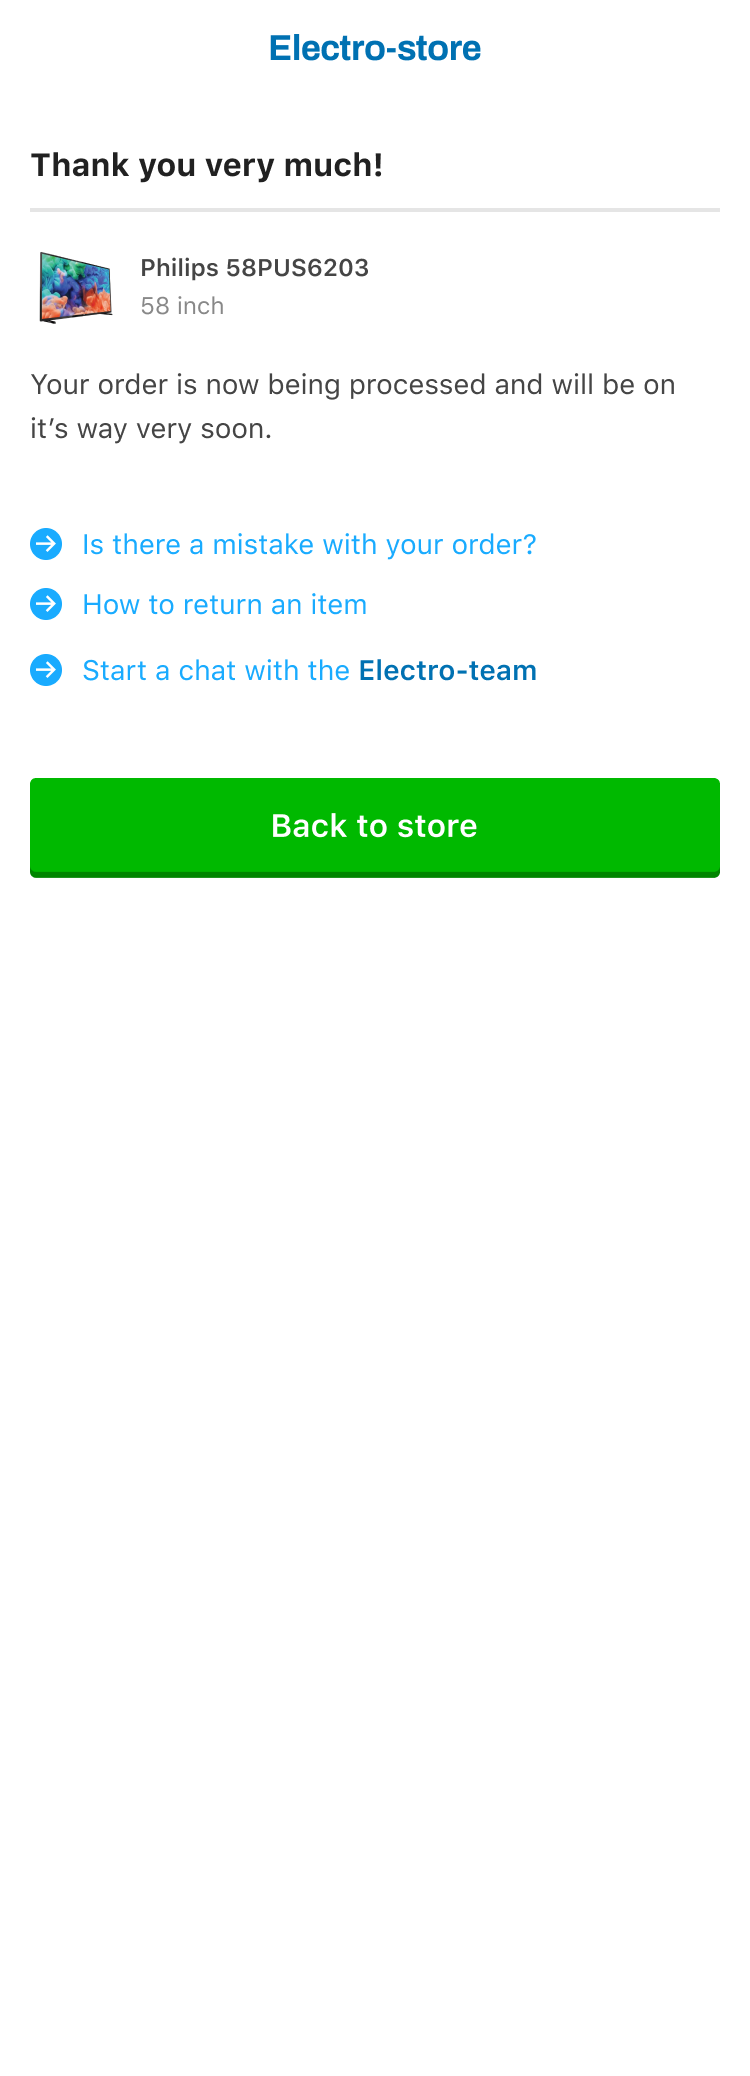 Electro-store
Thank you very much!
Philips 58PUS6203
58 inch
Your order is now being processed and will be on
it’s way very soon.
Is there a mistake with your order?
How to return an item
Start a chat with the Electro-team
Back to store